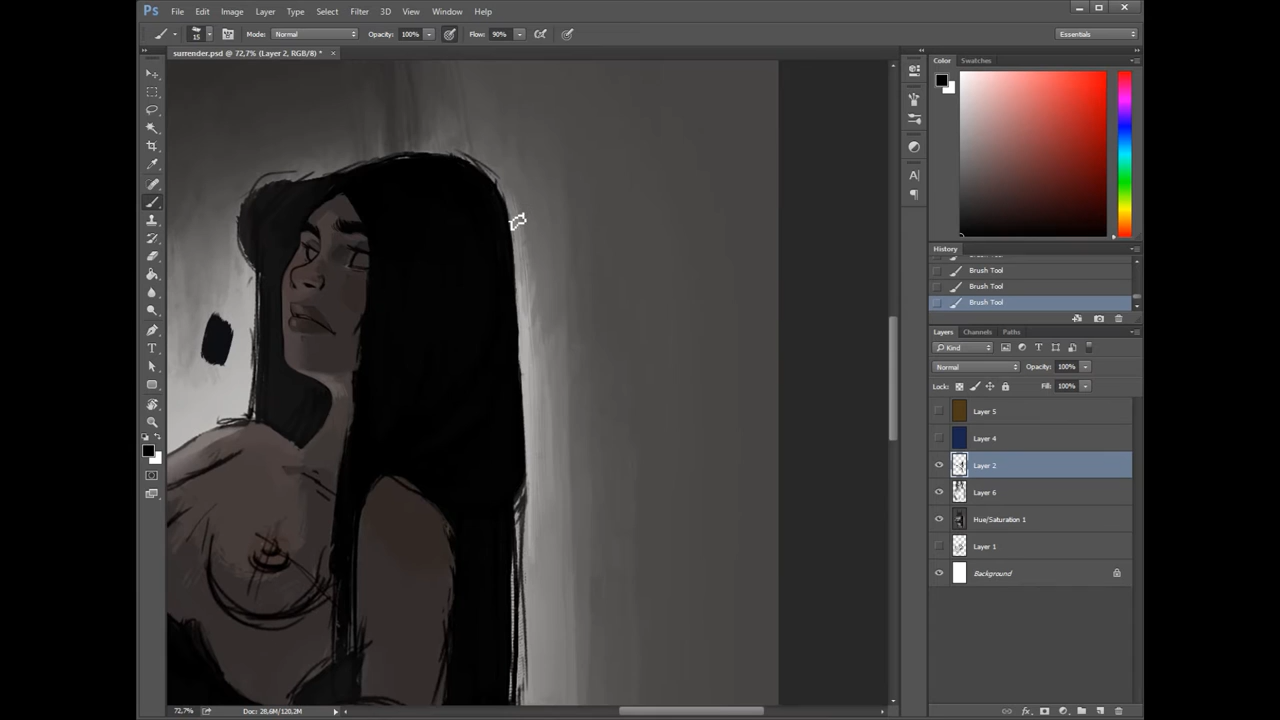 Ps File Edit Image Layer Type Select Filter 3D View Window Help
15 Mode: Normal Opacity: 100% Flow: 90% Essentials
surrender.psd @ 72,7% (Layer 2, RGB/8) * ×
Color Swatches
History
Brush Tool
Brush Tool
Brush Tool
Layers Channels Paths
Kind
Normal Opacity: 100%
Lock: Fill: 100%
Layer 5
Layer 4
Layer 2
Layer 6
Hue/Saturation 1
Layer 1
Background
72,7% Doc: 28,6M/120,2M